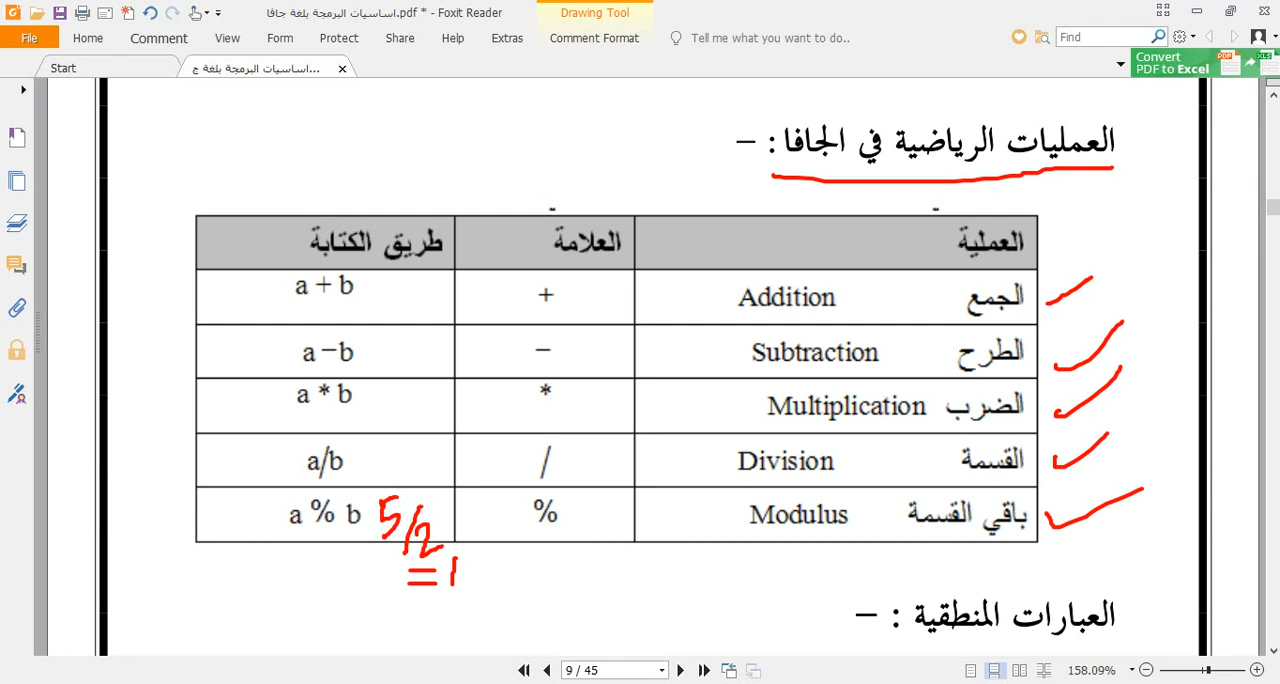 اساسيات البرمجة بلغة جافا.pdf * - Foxit Reader
Drawing Tool
File Home Comment View Form Protect Share Help Extras Comment Format Tell me what you want to do.. Find
Start
اساسيات البرمجة بلغة ج...
Convert
PDF to Excel
العمليات الرياضية في الجافا : –
العملية العلامة طريق الكتابة
الجمع Addition + a + b
الطرح Subtraction – a – b
الضرب Multiplication * a * b
القسمة Division / a/b
باقي القسمة Modulus % a % b
5/2
= 1
العبارات المنطقية : –
9 / 45
158.09%